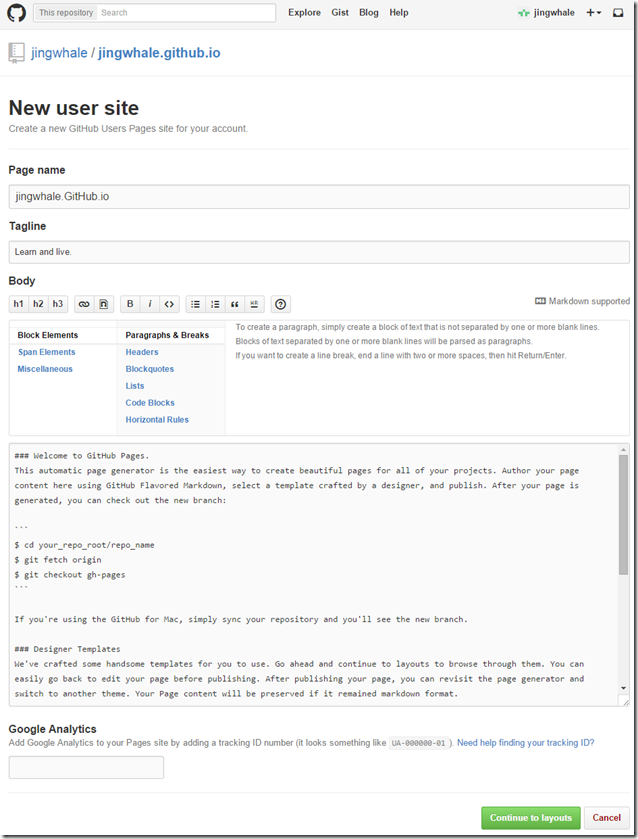 This repository Search Explore Gist Blog Help jingwhale
jingwhale / jingwhale.github.io
New user site
Create a new GitHub Users Pages site for your account.
Page name
jingwhale.GitHub.io
Tagline
Learn and live.
Body
h1 h2 h3 B i <> “ HR ? Markdown supported
Block Elements
Span Elements
Miscellaneous
Paragraphs & Breaks
Headers
Blockquotes
Lists
Code Blocks
Horizontal Rules
To create a paragraph, simply create a block of text that is not separated by one or more blank lines.
Blocks of text separated by one or more blank lines will be parsed as paragraphs.
If you want to create a line break, end a line with two or more spaces, then hit Return/Enter.
### Welcome to GitHub Pages.
This automatic page generator is the easiest way to create beautiful pages for all of your projects. Author your page
content here using GitHub Flavored Markdown, select a template crafted by a designer, and publish. After your page is
generated, you can check out the new branch:
```
$ cd your_repo_root/repo_name
$ git fetch origin
$ git checkout gh-pages
```
If you're using the GitHub for Mac, simply sync your repository and you'll see the new branch.
### Designer Templates
We've crafted some handsome templates for you to use. Go ahead and continue to layouts to browse through them. You can
easily go back to edit your page before publishing. After publishing your page, you can revisit the page generator and
switch to another theme. Your Page content will be preserved if it remained markdown format.
Google Analytics
Add Google Analytics to your Pages site by adding a tracking ID number (it looks something like UA-000000-01 ). Need help finding your tracking ID?
Continue to layouts Cancel